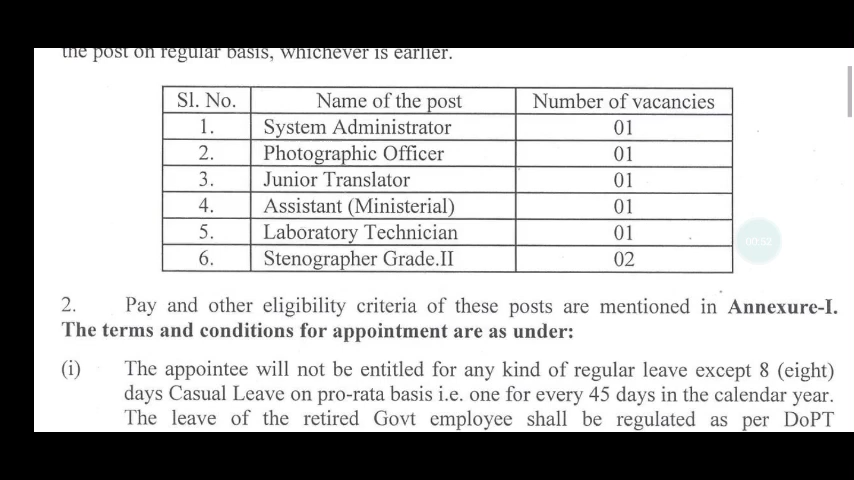 the post on regular basis, whichever is earlier.
Sl. No. Name of the post Number of vacancies
1. System Administrator 01
2. Photographic Officer 01
3. Junior Translator 01
4. Assistant (Ministerial) 01
5. Laboratory Technician 01
6. Stenographer Grade.II 02
00:52
2. Pay and other eligibility criteria of these posts are mentioned in Annexure-I.
The terms and conditions for appointment are as under:
(i) The appointee will not be entitled for any kind of regular leave except 8 (eight)
days Casual Leave on pro-rata basis i.e. one for every 45 days in the calendar year.
The leave of the retired Govt employee shall be regulated as per DoPT